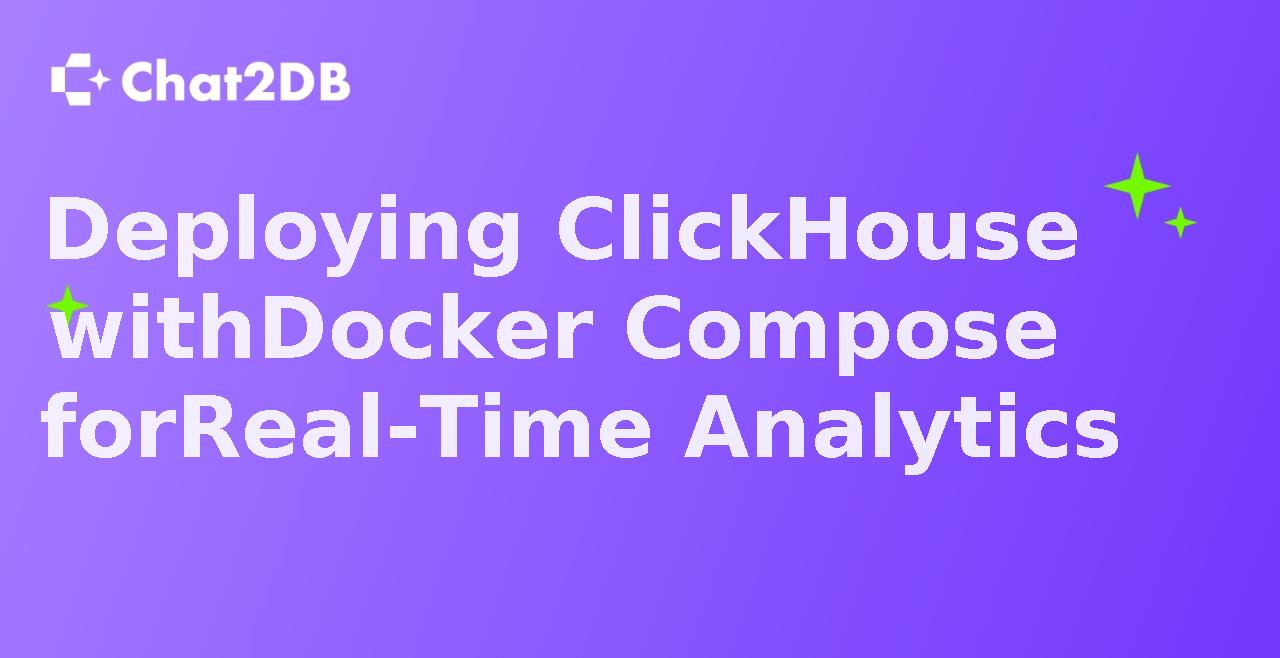 Chat2DB
Deploying ClickHouse
withDocker Compose
forReal-Time Analytics